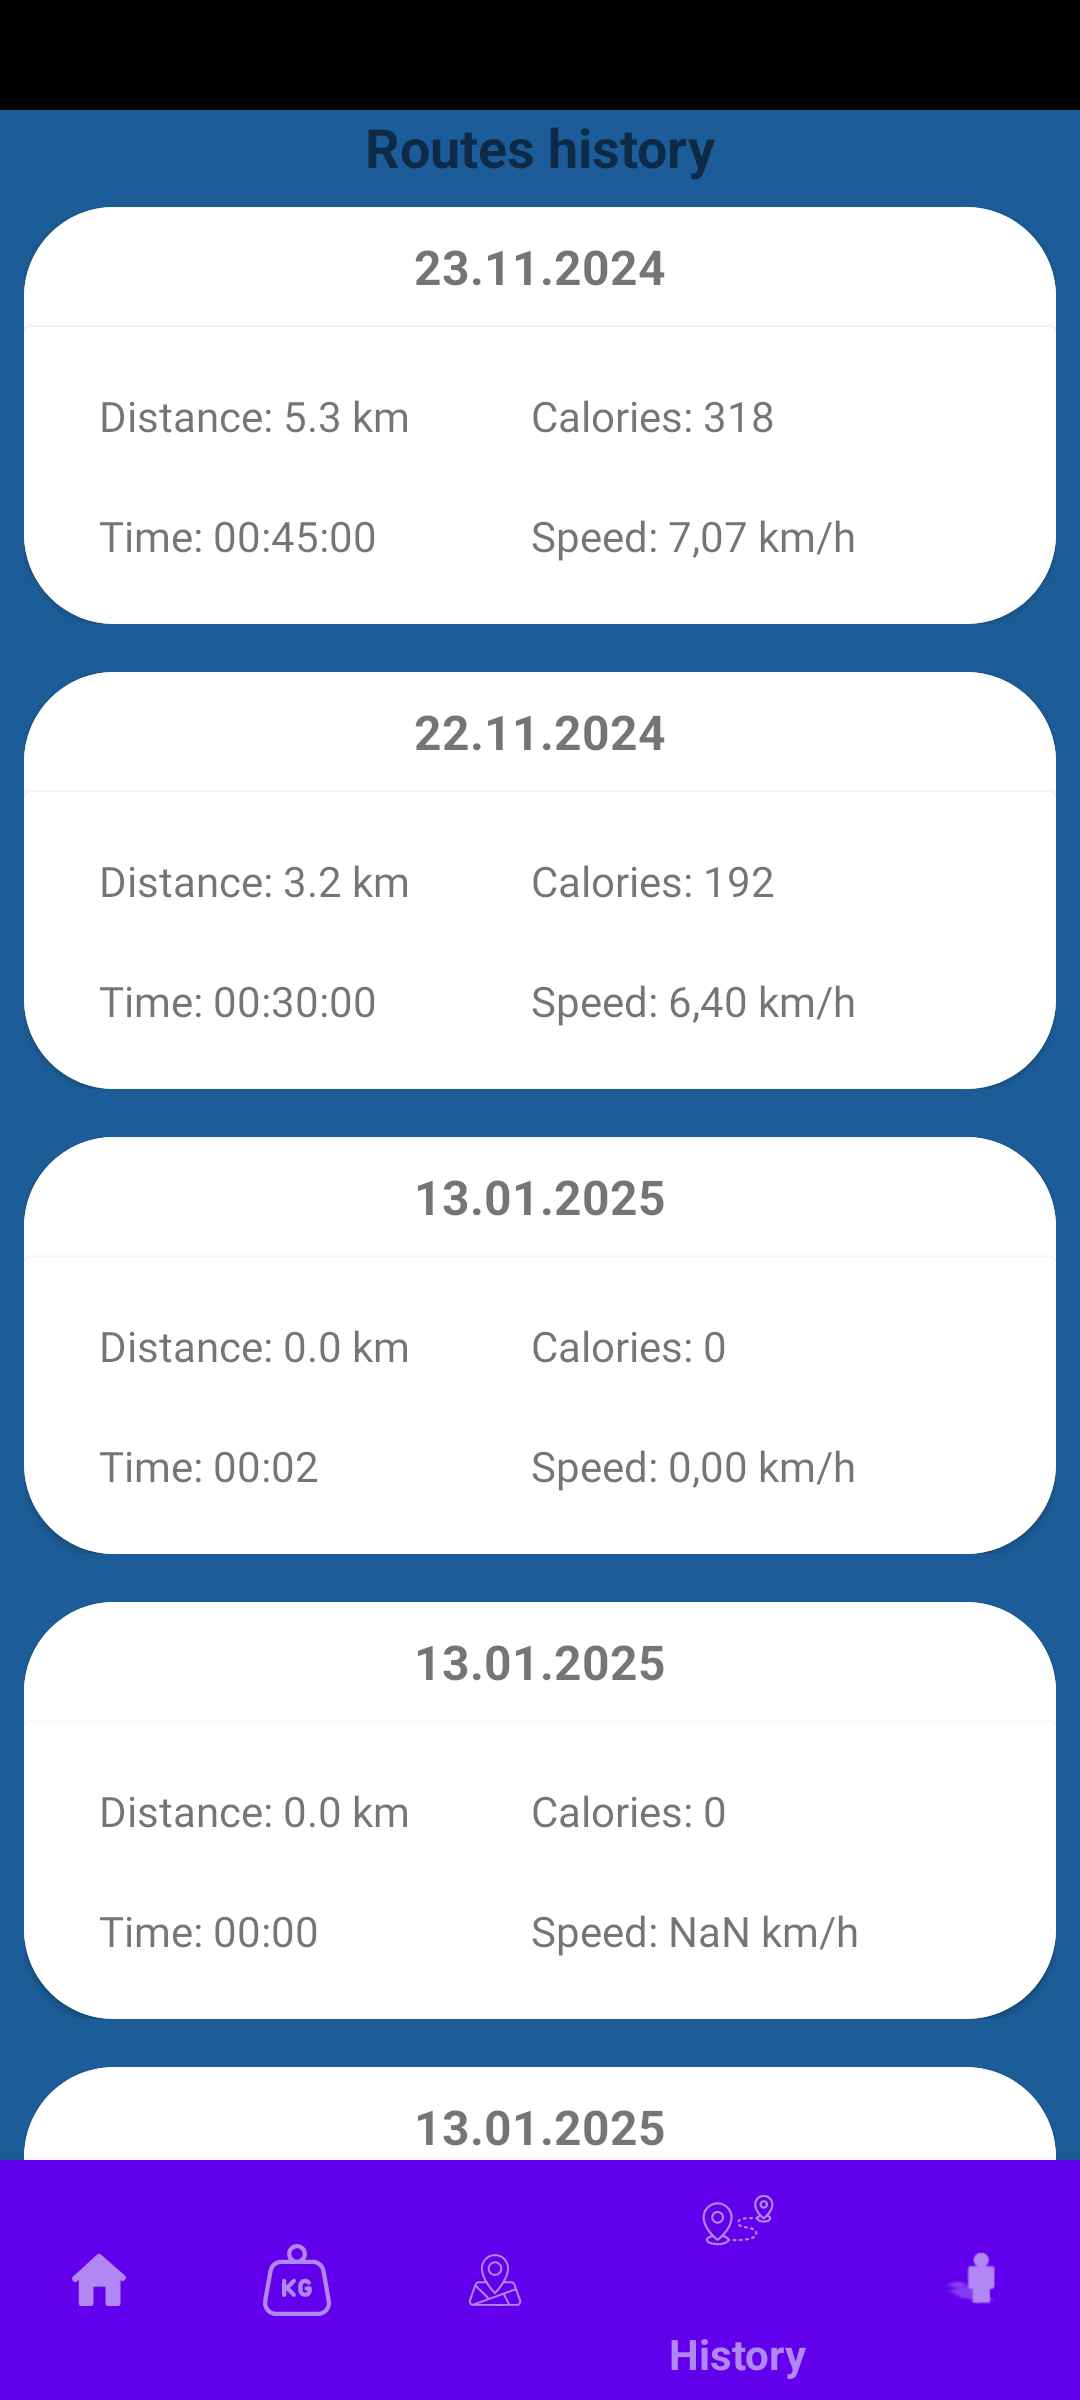 Routes history
23.11.2024
Distance: 5.3 km Calories: 318
Time: 00:45:00 Speed: 7,07 km/h
22.11.2024
Distance: 3.2 km Calories: 192
Time: 00:30:00 Speed: 6,40 km/h
13.01.2025
Distance: 0.0 km Calories: 0
Time: 00:02 Speed: 0,00 km/h
13.01.2025
Distance: 0.0 km Calories: 0
Time: 00:00 Speed: NaN km/h
13.01.2025
KG
History